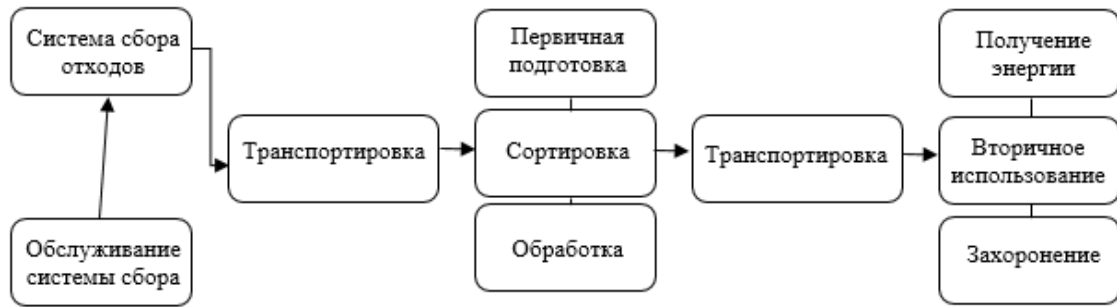 Система сбора
отходов
Обслуживание
системы сбора
Транспортировка
Первичная
подготовка
Сортировка
Обработка
Транспортировка
Получение
энергии
Вторичное
использование
Захоронение